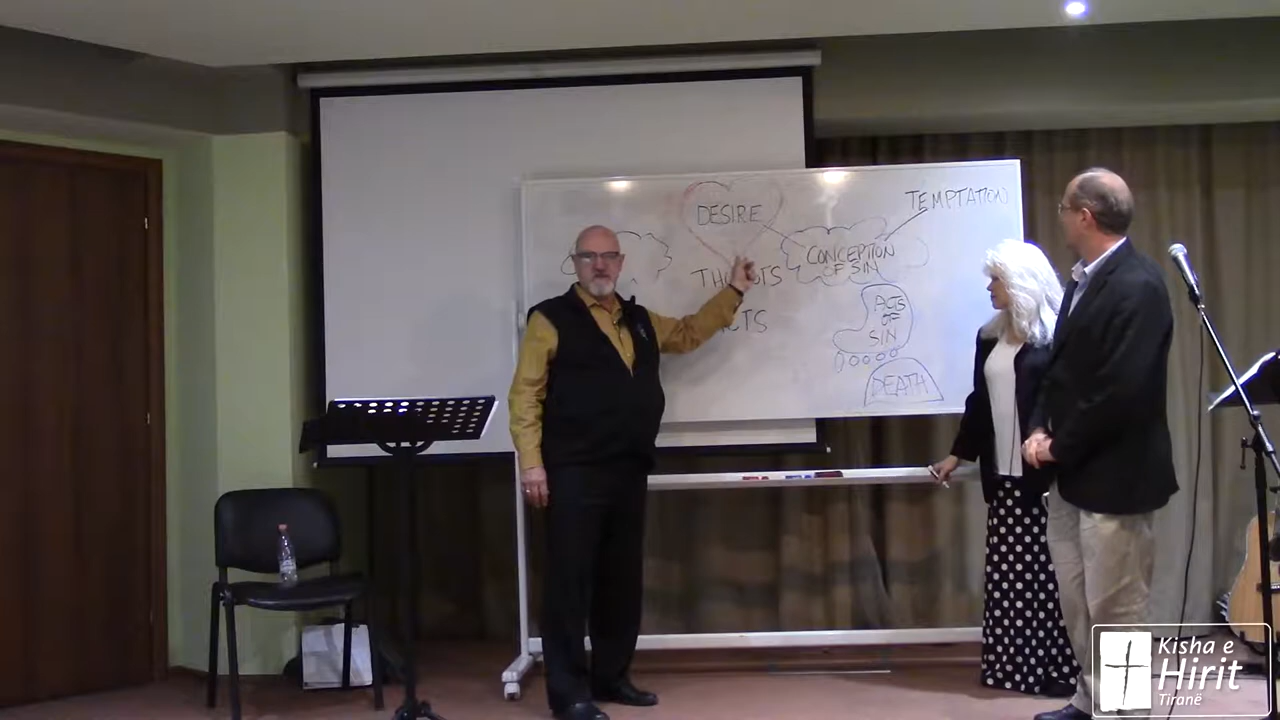 DESIRE
TEMPTATION
CONCEPTION
OF SIN
ACTS
OF
SIN
DEATH
Kisha e
Hirit
Tiranë